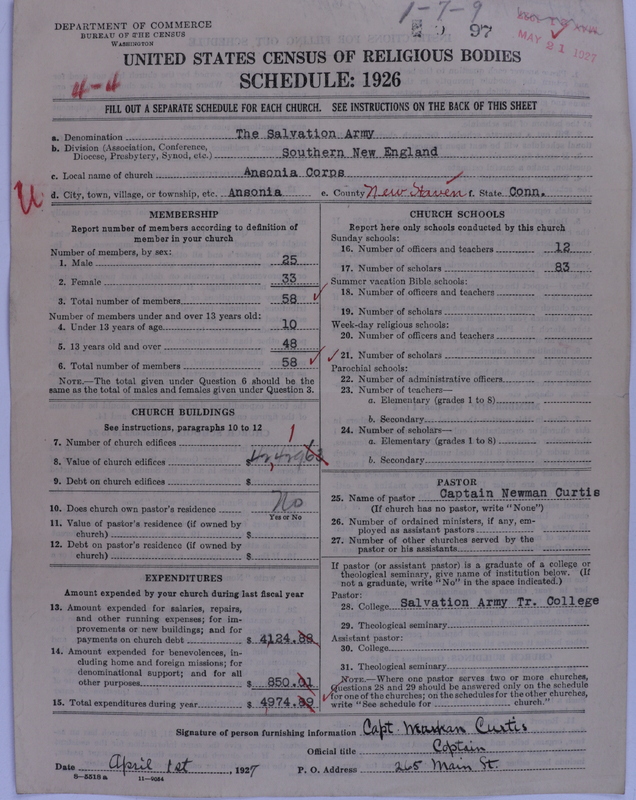 DEPARTMENT OF COMMERCE
BUREAU OF THE CENSUS
WASHINGTON
1-7-9
97
MAY 21 1927
UNITED STATES CENSUS OF RELIGIOUS BODIES
SCHEDULE: 1926
4-4
FILL OUT A SEPARATE SCHEDULE FOR EACH CHURCH. SEE INSTRUCTIONS ON THE BACK OF THIS SHEET
a. Denomination The Salvation Army
b. Division (Association, Conference, Diocese, Presbytery, Synod, etc.) Southern New England
c. Local name of church Ansonia Corps
U
d. City, town, village, or township, etc. Ansonia e. County New Haven f. State Conn.
MEMBERSHIP
Report number of members according to definition of
member in your church
Number of members, by sex:
1. Male 25
2. Female 33
3. Total number of members 58
Number of members under and over 13 years old:
4. Under 13 years of age 10
5. 13 years old and over 48
6. Total number of members 58
NOTE.—The total given under Question 6 should be
same as the total of males and females given under Question 3.
CHURCH BUILDINGS
See instructions, paragraphs 10 to 12
7. Number of church edifices 1
8. Value of church edifices $
9. Debt on church edifices $
10. Does church own pastor's residence No
Yes or No
11. Value of pastor's residence (if owned by
church) $
12. Debt on pastor's residence (if owned by
church) $
EXPENDITURES
Amount expended by your church during last fiscal year
13. Amount expended for salaries, repairs,
and other running expenses; for im-
provements or new buildings; and for
payments on church debt $ 4124.88
14. Amount expended for benevolences, in-
cluding home and foreign missions; for
denominational support; and for all
other purposes $ 850.01
15. Total expenditures during year $ 4974.89
CHURCH SCHOOLS
Report here only schools conducted by this church
Sunday schools:
16. Number of officers and teachers 12
17. Number of scholars 83
Summer vacation Bible schools:
18. Number of officers and teachers
19. Number of scholars
Week-day religious schools:
20. Number of officers and teachers
21. Number of scholars
Parochial schools:
22. Number of administrative officers
23. Number of teachers—
a. Elementary (grades 1 to 8)
b. Secondary
24. Number of scholars—
a. Elementary (grades 1 to 8)
b. Secondary
PASTOR
25. Name of pastor Captain Newman Curtis
(If church has no pastor, write "None")
26. Number of ordained ministers, if any, em-
ployed as assistant pastors
27. Number of other churches served by the
pastor or his assistants
If pastor (or assistant pastor) is a graduate of a college or
theological seminary, give name of institution below. (If
not a graduate, write "No" in the space indicated.)
Pastor:
28. College Salvation Army Tr. College
29. Theological seminary
Assistant pastor:
30. College
31. Theological seminary
NOTE.—Where one pastor serves two or more churches,
Questions 28 and 29 should be answered only on the schedule
for one of the churches; on the schedules for the other churches,
write "See schedule for church."
Signature of person furnishing information Capt. Newman Curtis
Official title Captain
Date April 1st, 1927 P. O. Address 265 Main St.
S-5518 a 11-9054